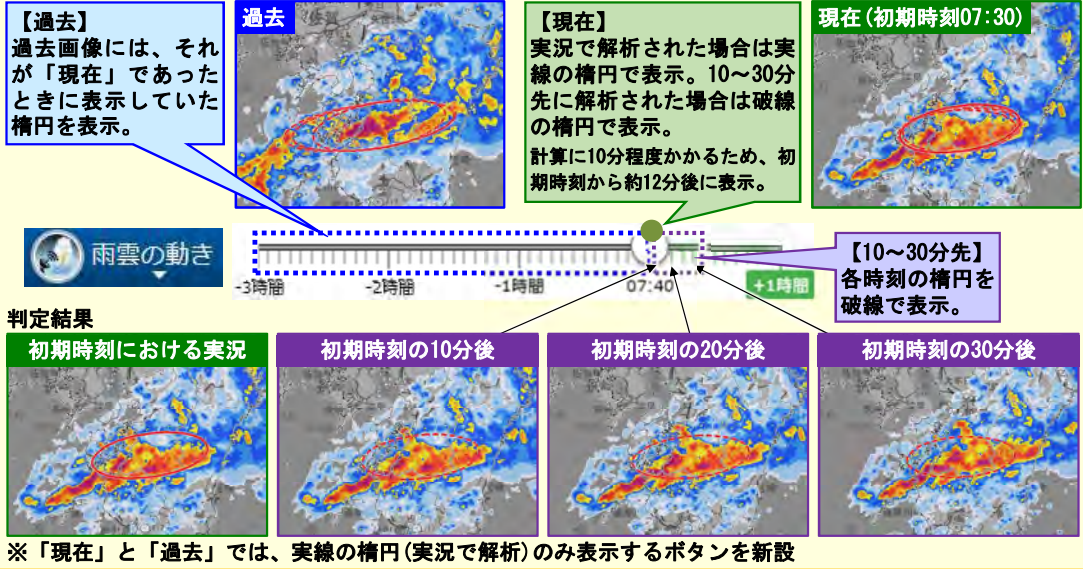 【過去】
過去画像には、それ
が「現在」であった
ときに表示していた
楕円を表示。
過去
【現在】
実況で解析された場合は実
線の楕円で表示。10～30分
先に解析された場合は破線
の楕円で表示。
計算に10分程度かかるため、初
期時刻から約12分後に表示。
現在(初期時刻07:30)
雨雲の動き
-3時間
-2時間
-1時間
07:40
+1時間
【10～30分先】
各時刻の楕円を
破線で表示。
判定結果
初期時刻における実況
初期時刻の10分後
初期時刻の20分後
初期時刻の30分後
※「現在」と「過去」では、実線の楕円(実況で解析)のみ表示するボタンを新設